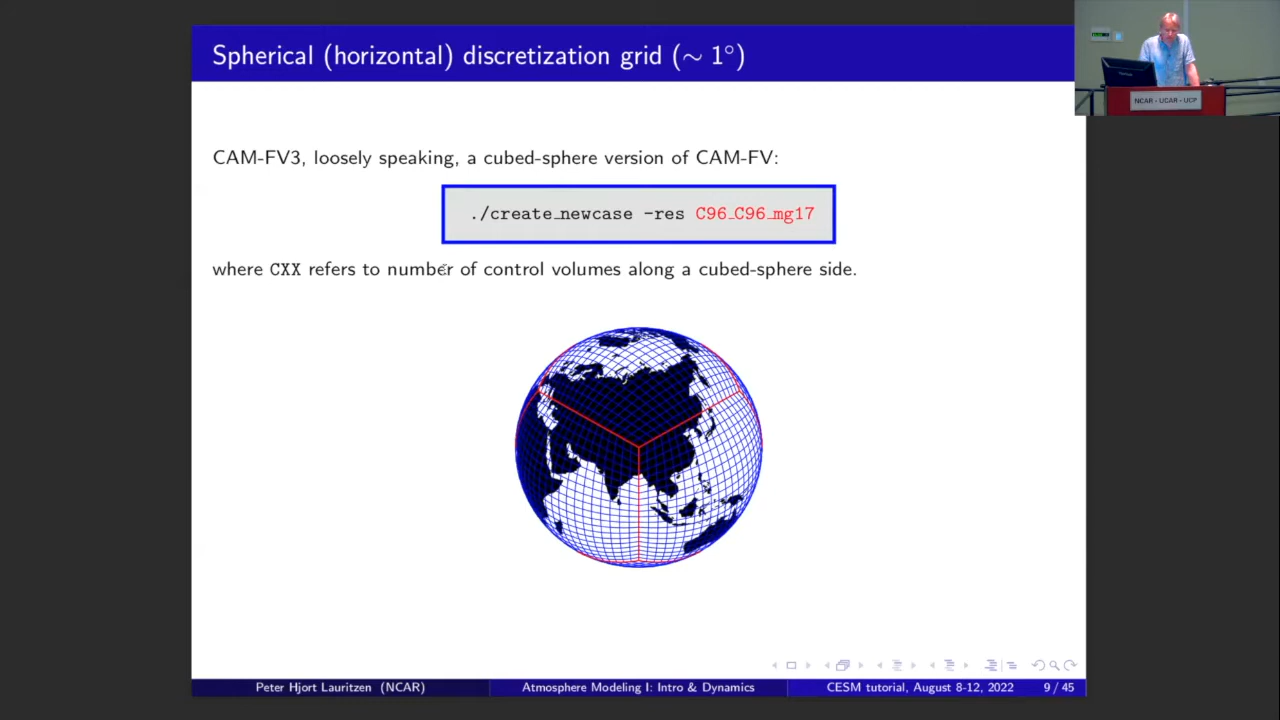 Spherical (horizontal) discretization grid (∼ 1°)
NCAR - UCAR - UCP
CAM-FV3, loosely speaking, a cubed-sphere version of CAM-FV:
./create_newcase -res C96_C96_mg17
where CXX refers to number of control volumes along a cubed-sphere side.
Peter Hjort Lauritzen (NCAR) Atmosphere Modeling I: Intro & Dynamics CESM tutorial, August 8-12, 2022 9 / 45